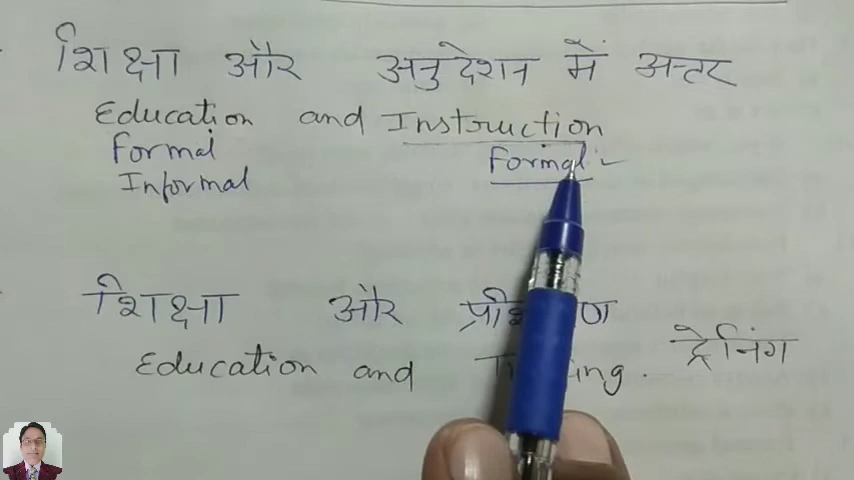 शिक्षा और अनुदेशन में अन्तर
Education and Instruction
Formal Formal
Informal
शिक्षा और
Education and ट्रेनिंग